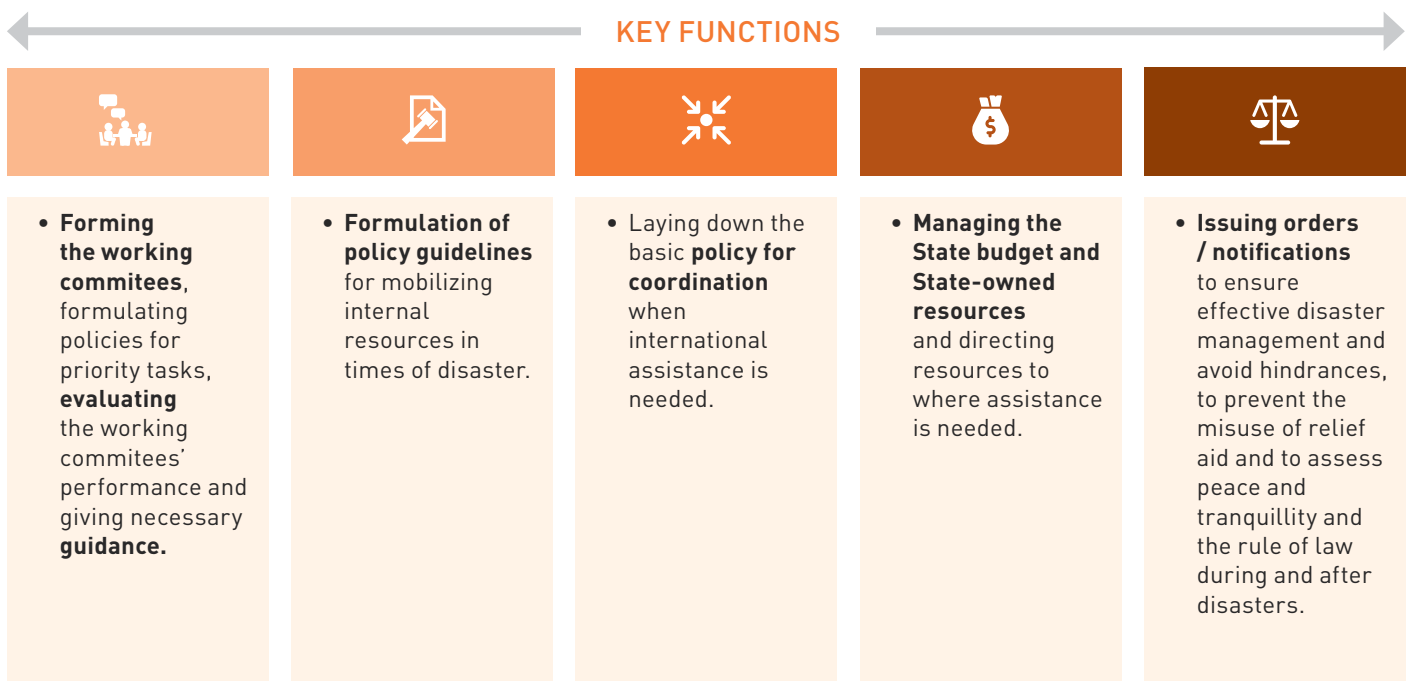 KEY FUNCTIONS
$
• Forming
the working
commitees,
formulating
policies for
priority tasks,
evaluating
the working
commitees’
performance and
giving necessary
guidance.
• Formulation of
policy guidelines
for mobilizing
internal
resources in
times of disaster.
• Laying down the
basic policy for
coordination
when
international
assistance is
needed.
• Managing the
State budget and
State-owned
resources
and directing
resources to
where assistance
is needed.
• Issuing orders
/ notifications
to ensure
effective disaster
management and
avoid hindrances,
to prevent the
misuse of relief
aid and to assess
peace and
tranquillity and
the rule of law
during and after
disasters.